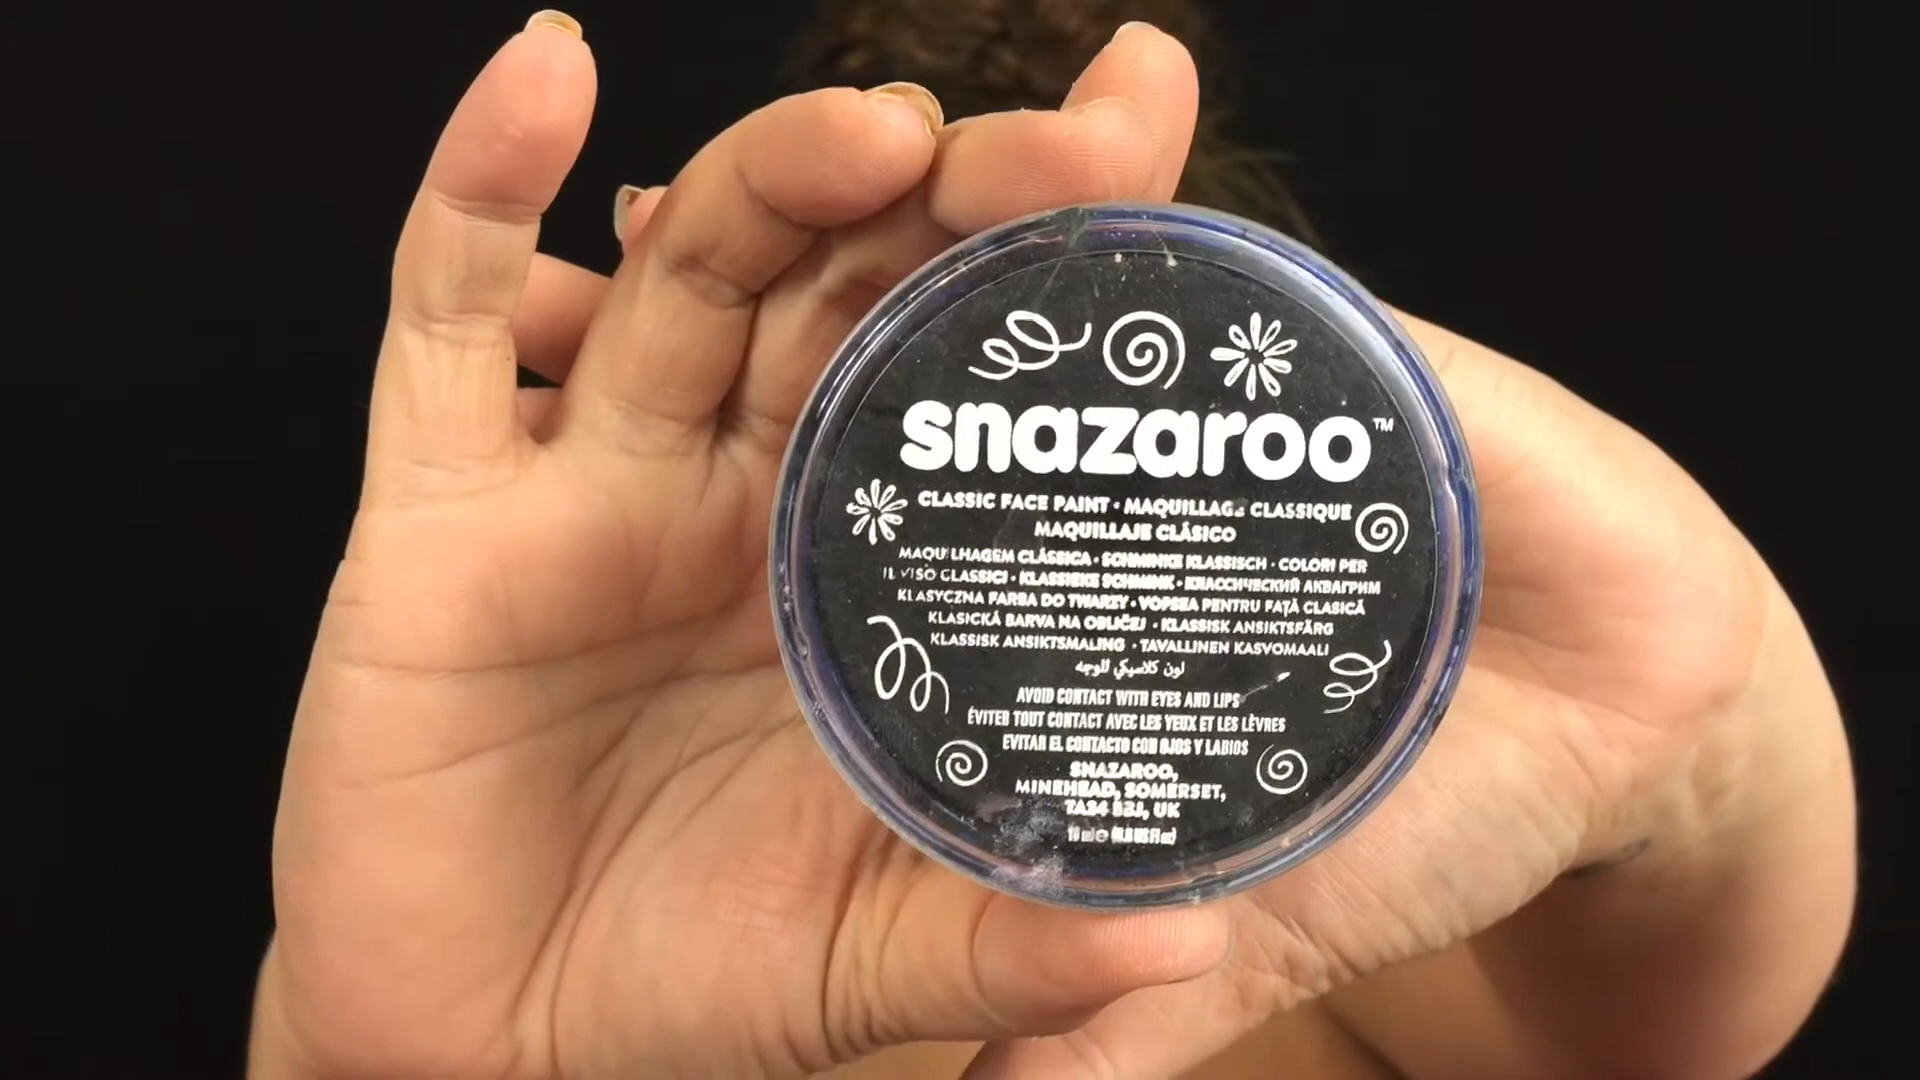 snazaroo™
CLASSIC FACE PAINT · MAQUILLAGE CLASSIQUE
MAQUILLAJE CLÁSICO
MAQUILHAGEM CLÁSSICA · SCHMINKE KLASSISCH · COLORI PER
IL VISO CLASSICI · KLASSIEKE SCHMINK · КЛАССИЧЕСКИЙ АКВАГРИМ
KLASYCZNA FARBA DO TWARZY · VOPSEA PENTRU FAȚĂ CLASICĂ
KLASICKÁ BARVA NA OBLIČEJ · KLASSISK ANSIKTSFÄRG
KLASSISK ANSIKTSMALING · TAVALLINEN KASVOMAALI
لون كلاسيكي للوجه
AVOID CONTACT WITH EYES AND LIPS
ÉVITER TOUT CONTACT AVEC LES YEUX ET LES LÈVRES
EVITAR EL CONTACTO CON OJOS Y LABIOS
SNAZAROO,
MINEHEAD, SOMERSET,
UK